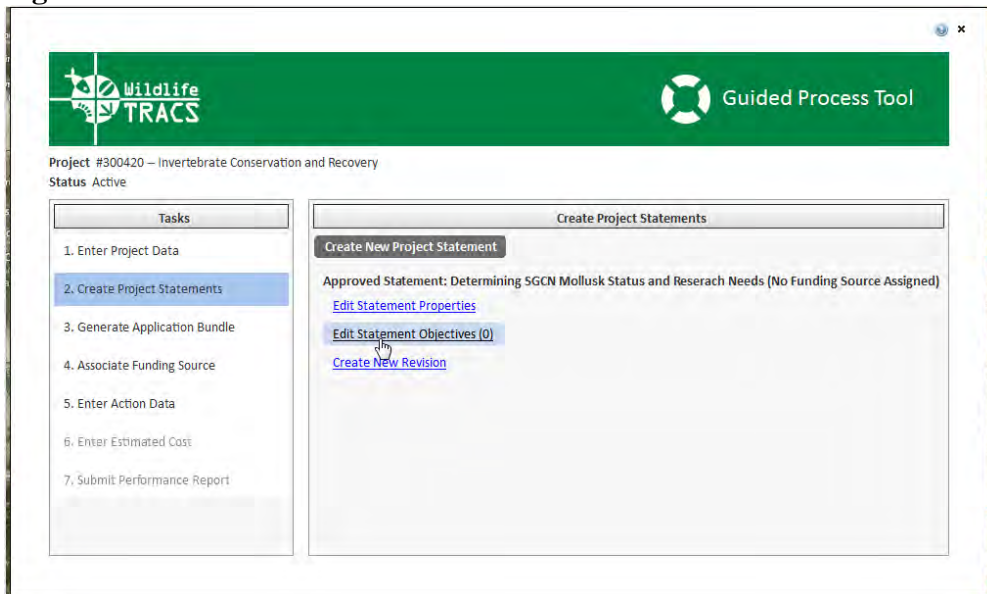 Wildlife
TRACS
Guided Process Tool
Project #300420 – Invertebrate Conservation and Recovery
Status Active
Tasks
1. Enter Project Data
2. Create Project Statements
3. Generate Application Bundle
4. Associate Funding Source
5. Enter Action Data
6. Enter Estimated Cost
7. Submit Performance Report
Create Project Statements
Create New Project Statement
Approved Statement: Determining SGCN Mollusk Status and Reserach Needs (No Funding Source Assigned)
Edit Statement Properties
Edit Statement Objectives (0)
Create New Revision